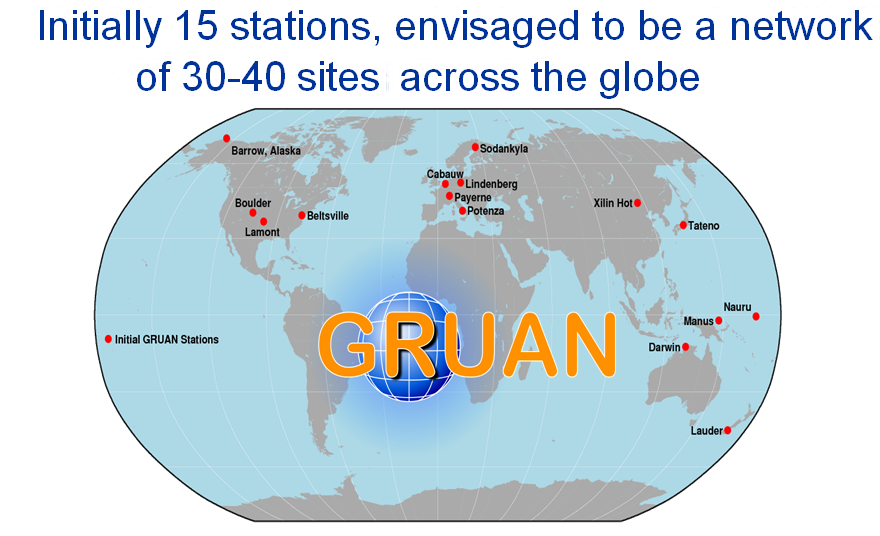 Initially 15 stations, envisaged to be a network
of 30-40 sites across the globe
Barrow, Alaska
Sodankyla
Cabauw
Lindenberg
Payerne
Potenza
Boulder
Lamont
Beltsville
Xilin Hot
Tateno
Nauru
Manus
Darwin
Lauder
Initial GRUAN Stations
GRUAN